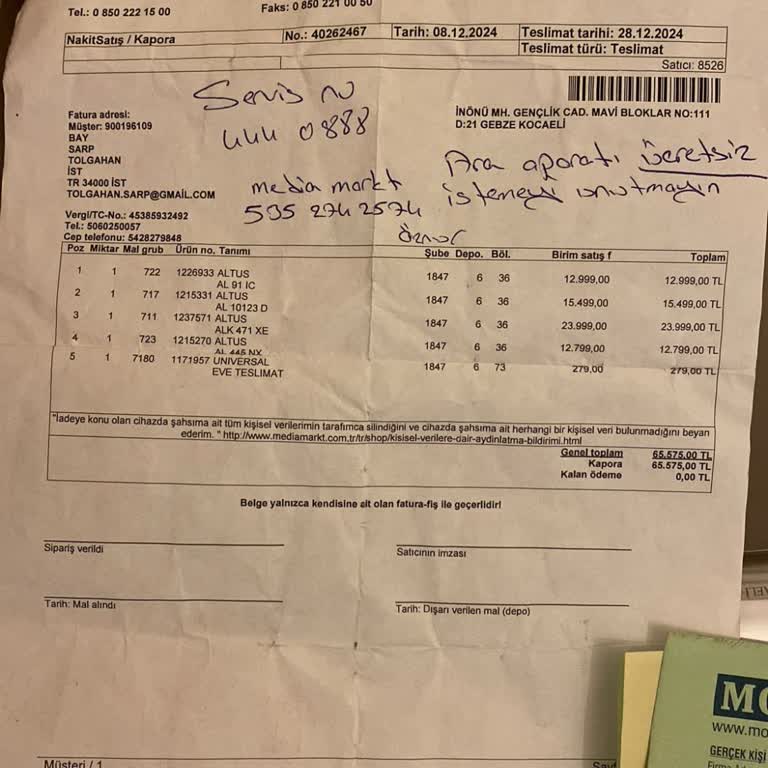 Tel.: 0 850 222 15 00
Faks: 0 850 221 00 50
NakitSatış / Kapora
No.: 40262467
Tarih: 08.12.2024
Teslimat tarihi: 28.12.2024
Teslimat türü: Teslimat
Satıcı: 8526
Servis no
444 0888
media markt
535 274 2574
Öznur
Ara aparatı ücretsiz
istemeyi unutmayın
Fatura adresi:
Müşter: 900196109
BAY
SARP
TOLGAHAN
İST
TR 34000 İST
TOLGAHAN.SARP@GMAIL.COM
İNÖNÜ MH. GENÇLİK CAD. MAVİ BLOKLAR NO:111
D:21 GEBZE KOCAELİ
Vergi/TC-No.: 45385932492
Tel.: 5060250057
Cep telefonu: 5428279848
Poz Miktar Mal grub Ürün no. Tanımı Şube Depo. Böl. Birim satış f Toplam
1 1 722 1226933 ALTUS 1847 6 36 12.999,00 12.999,00 TL
AL 91 IC
2 1 717 1215331 ALTUS 1847 6 36 15.499,00 15.499,00 TL
AL 10123 D
3 1 711 1237571 ALTUS 1847 6 36 23.999,00 23.999,00 TL
ALK 471 XE
4 1 723 1215270 ALTUS 1847 6 36 12.799,00 12.799,00 TL
AL 445 NX
5 1 7180 1171957 UNIVERSAL 1847 6 73 279,00 279,00 TL
EVE TESLIMAT
"İadeye konu olan cihazda şahsıma ait tüm kişisel verilerimin tarafımca silindiğini ve cihazda şahsıma ait herhangi bir kişisel veri bulunmadığını beyan
ederim. " http://www.mediamarkt.com.tr/tr/shop/kisisel-verilere-dair-aydinlatma-bildirimi.html
Genel toplam 65.575,00 TL
Kapora 65.575,00 TL
Kalan ödeme 0,00 TL
Belge yalnızca kendisine ait olan fatura-fiş ile geçerlidir!
Sipariş verildi
Satıcının imzası
Tarih: Mal alındı
Tarih: Dışarı verilen mal (depo)
Müşteri / 1
www.mo
GERÇEK KİŞİ